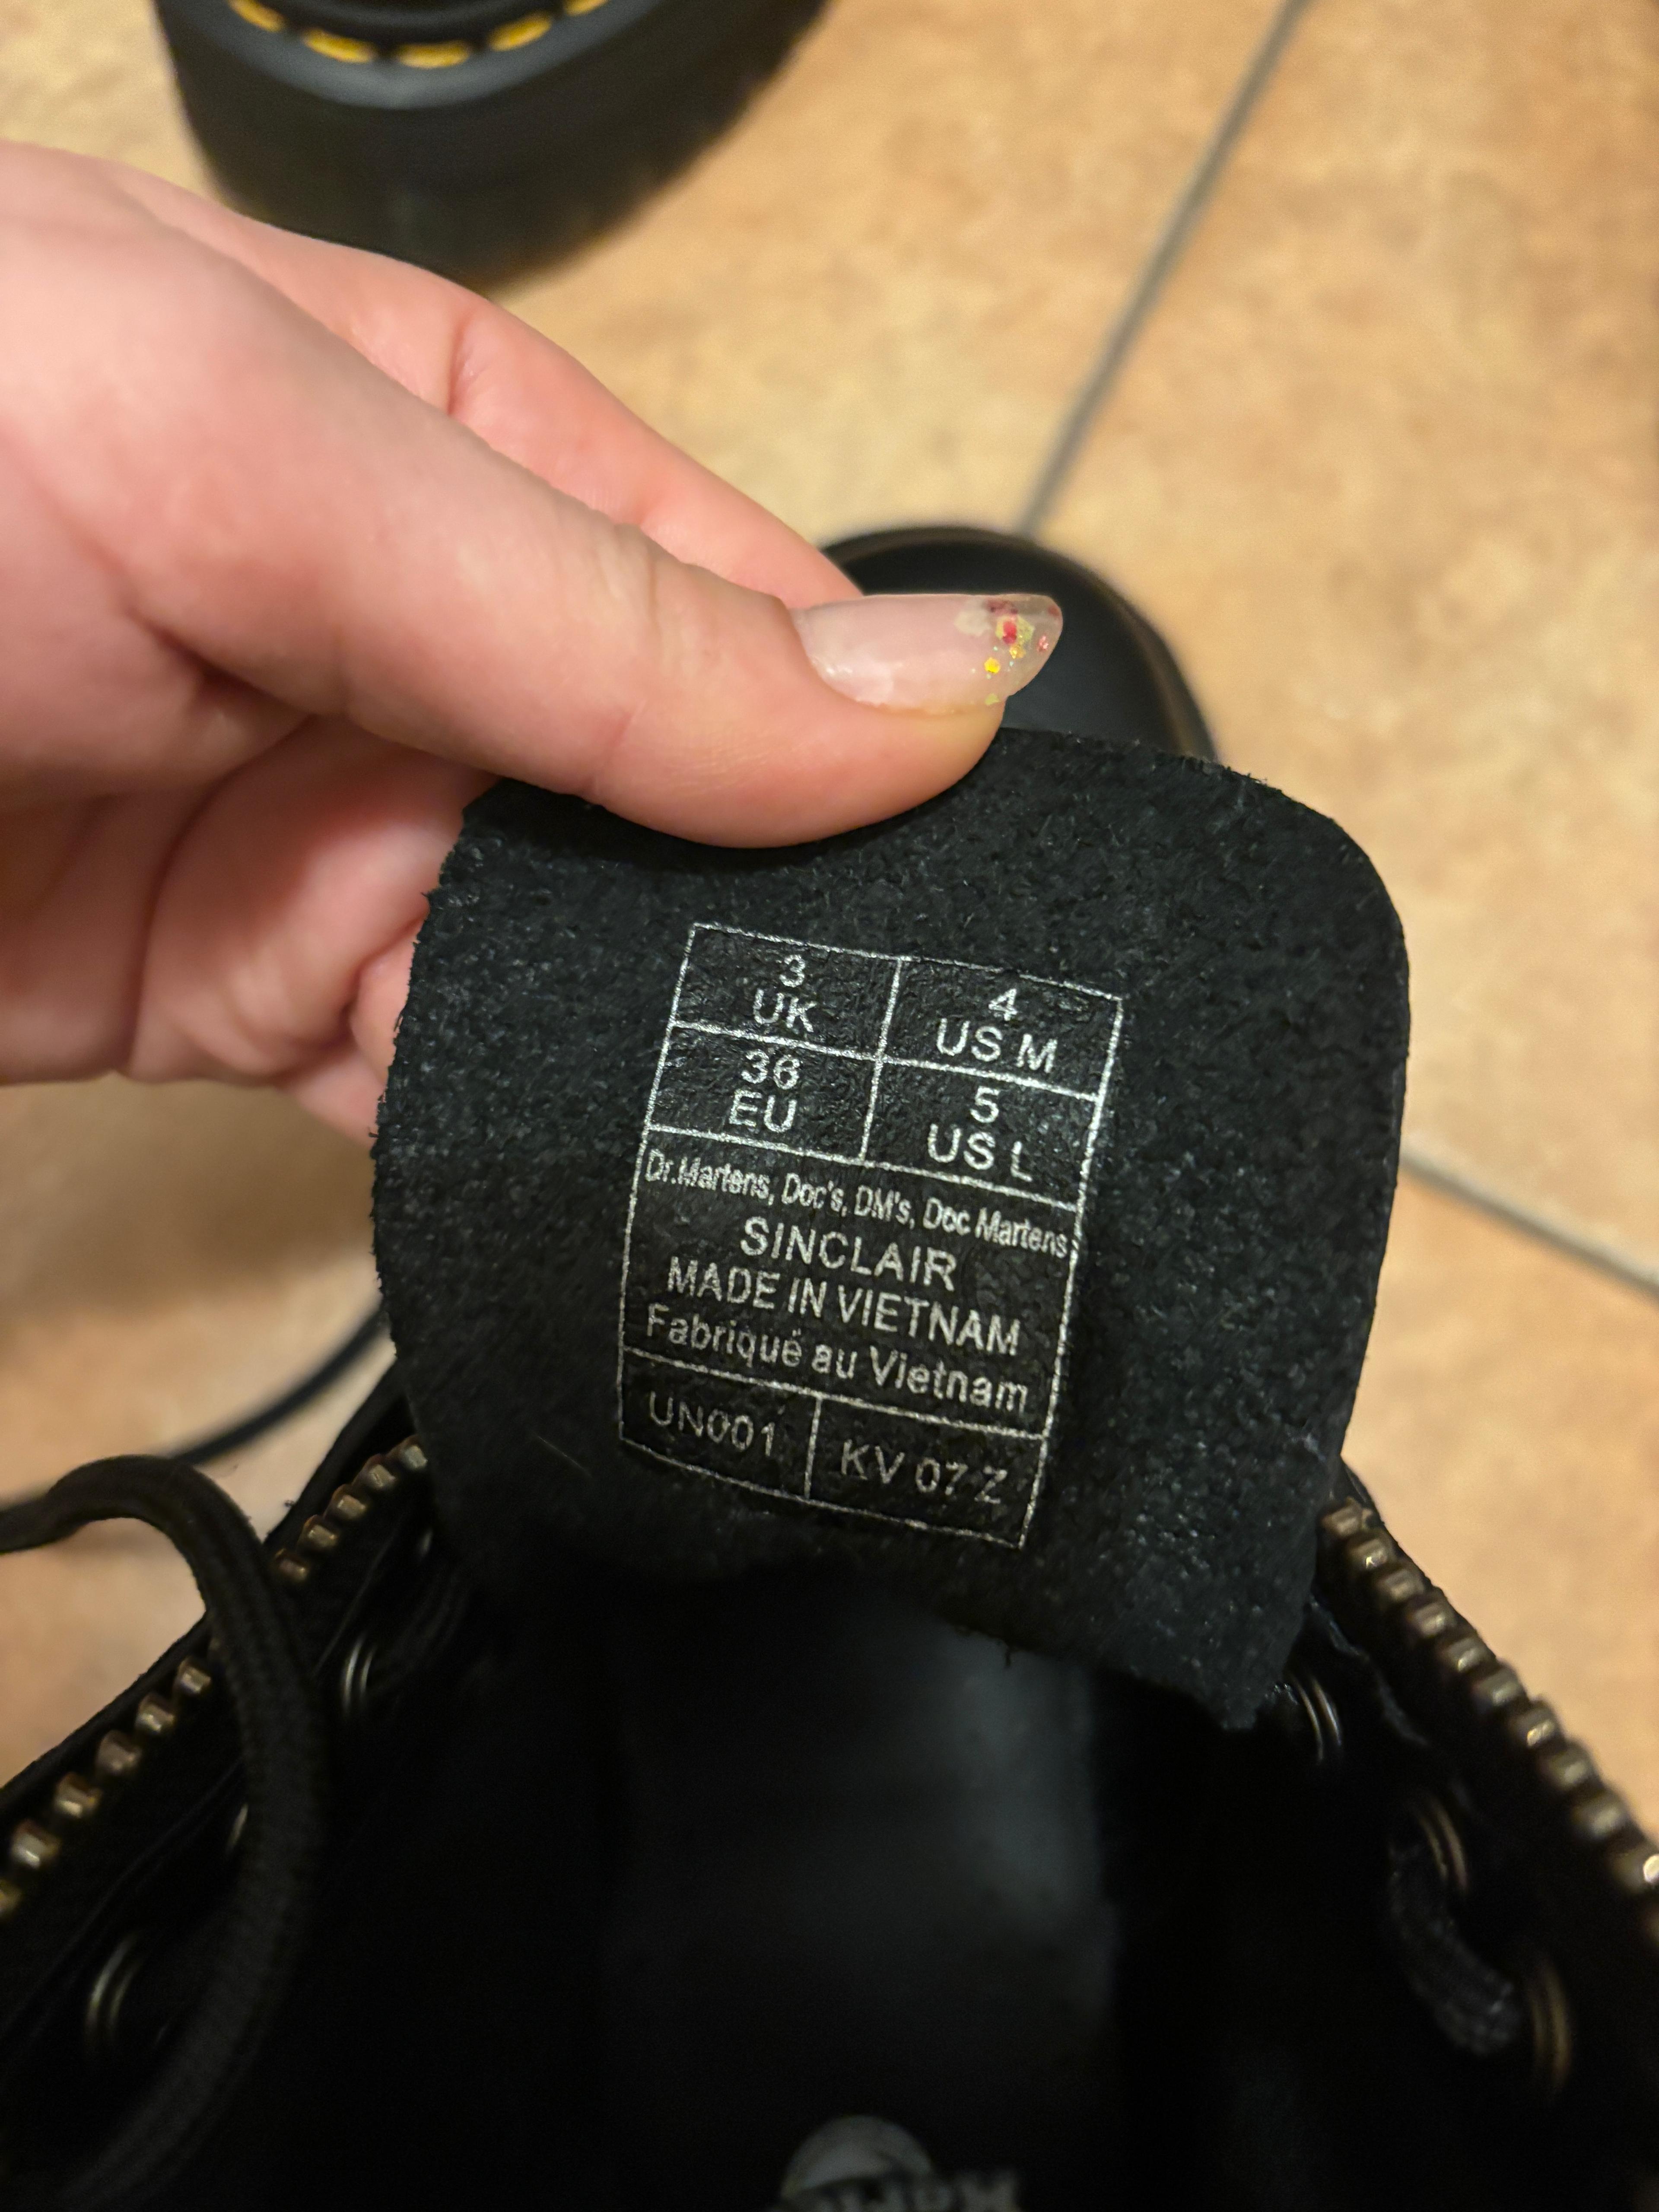 3
UK
4
US M
36
EU
5
US L
Dr.Martens, Doc's, DM's, Doc Martens
SINCLAIR
MADE IN VIETNAM
Fabriqué au Vietnam
UN001
KV 07 Z